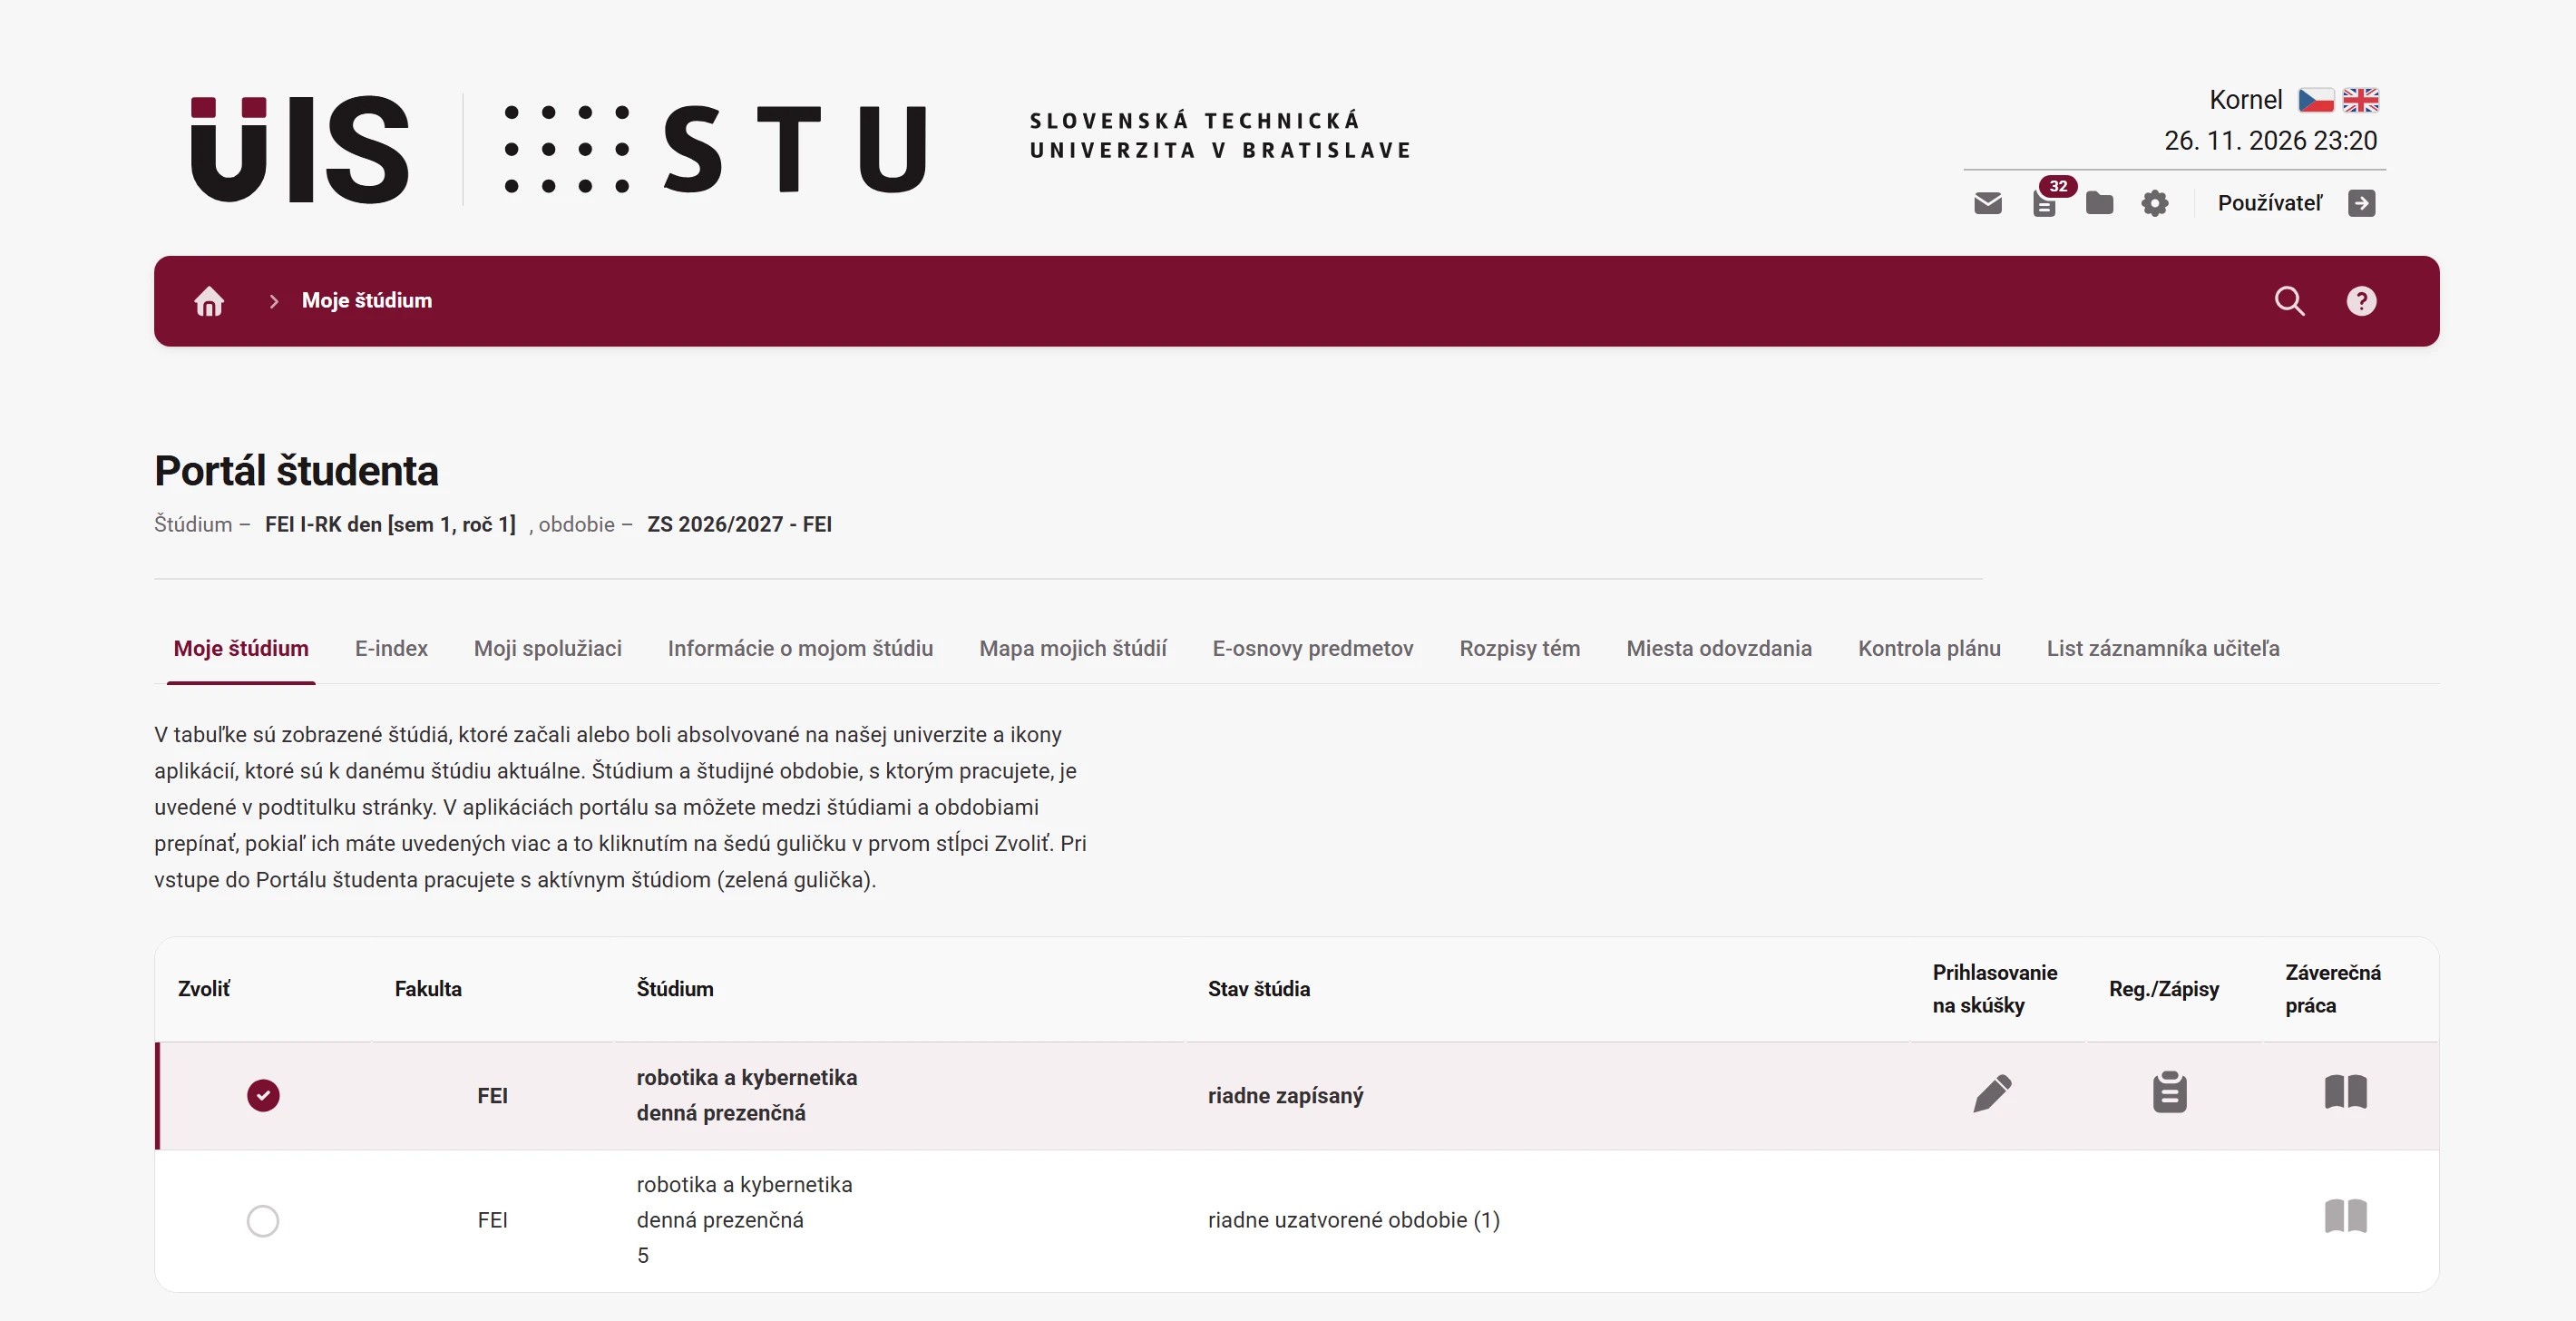 ÜIS
STU
SLOVENSKÁ TECHNICKÁ
UNIVERZITA V BRATISLAVE
Kornel
26. 11. 2026 23:20
32
Používateľ
Moje štúdium
Portál študenta
Štúdium – FEI I-RK den [sem 1, roč 1] , obdobie – ZS 2026/2027 - FEI
Moje štúdium E-index Moji spolužiaci Informácie o mojom štúdiu Mapa mojich štúdií E-osnovy predmetov Rozpisy tém Miesta odovzdania Kontrola plánu List záznamníka učiteľa
V tabuľke sú zobrazené štúdiá, ktoré začali alebo boli absolvované na našej univerzite a ikony
aplikácií, ktoré sú k danému štúdiu aktuálne. Štúdium a študijné obdobie, s ktorým pracujete, je
uvedené v podtitulku stránky. V aplikáciách portálu sa môžete medzi štúdiami a obdobiami
prepínať, pokiaľ ich máte uvedených viac a to kliknutím na šedú guličku v prvom stĺpci Zvoliť. Pri
vstupe do Portálu študenta pracujete s aktívnym štúdiom (zelená gulička).
Zvoliť Fakulta Štúdium Stav štúdia Prihlasovanie
na skúšky Reg./Zápisy Záverečná
práca
FEI robotika a kybernetika
denná prezenčná riadne zapísaný
FEI robotika a kybernetika
denná prezenčná
5 riadne uzatvorené obdobie (1)